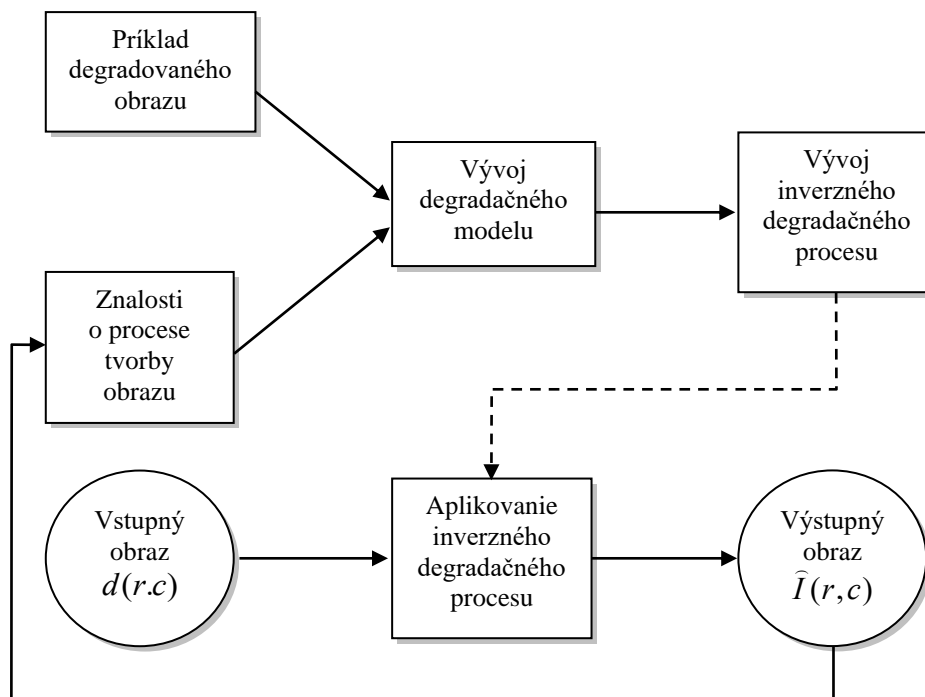 Príklad
degradovaného
obrazu
Vývoj
degradačného
modelu
Vývoj
inverzného
degradačného
procesu
Znalosti
o procese
tvorby
obrazu
Vstupný
obraz
d(r.c)
Aplikovanie
inverzného
degradačného
procesu
Výstupný
obraz
Î(r,c)